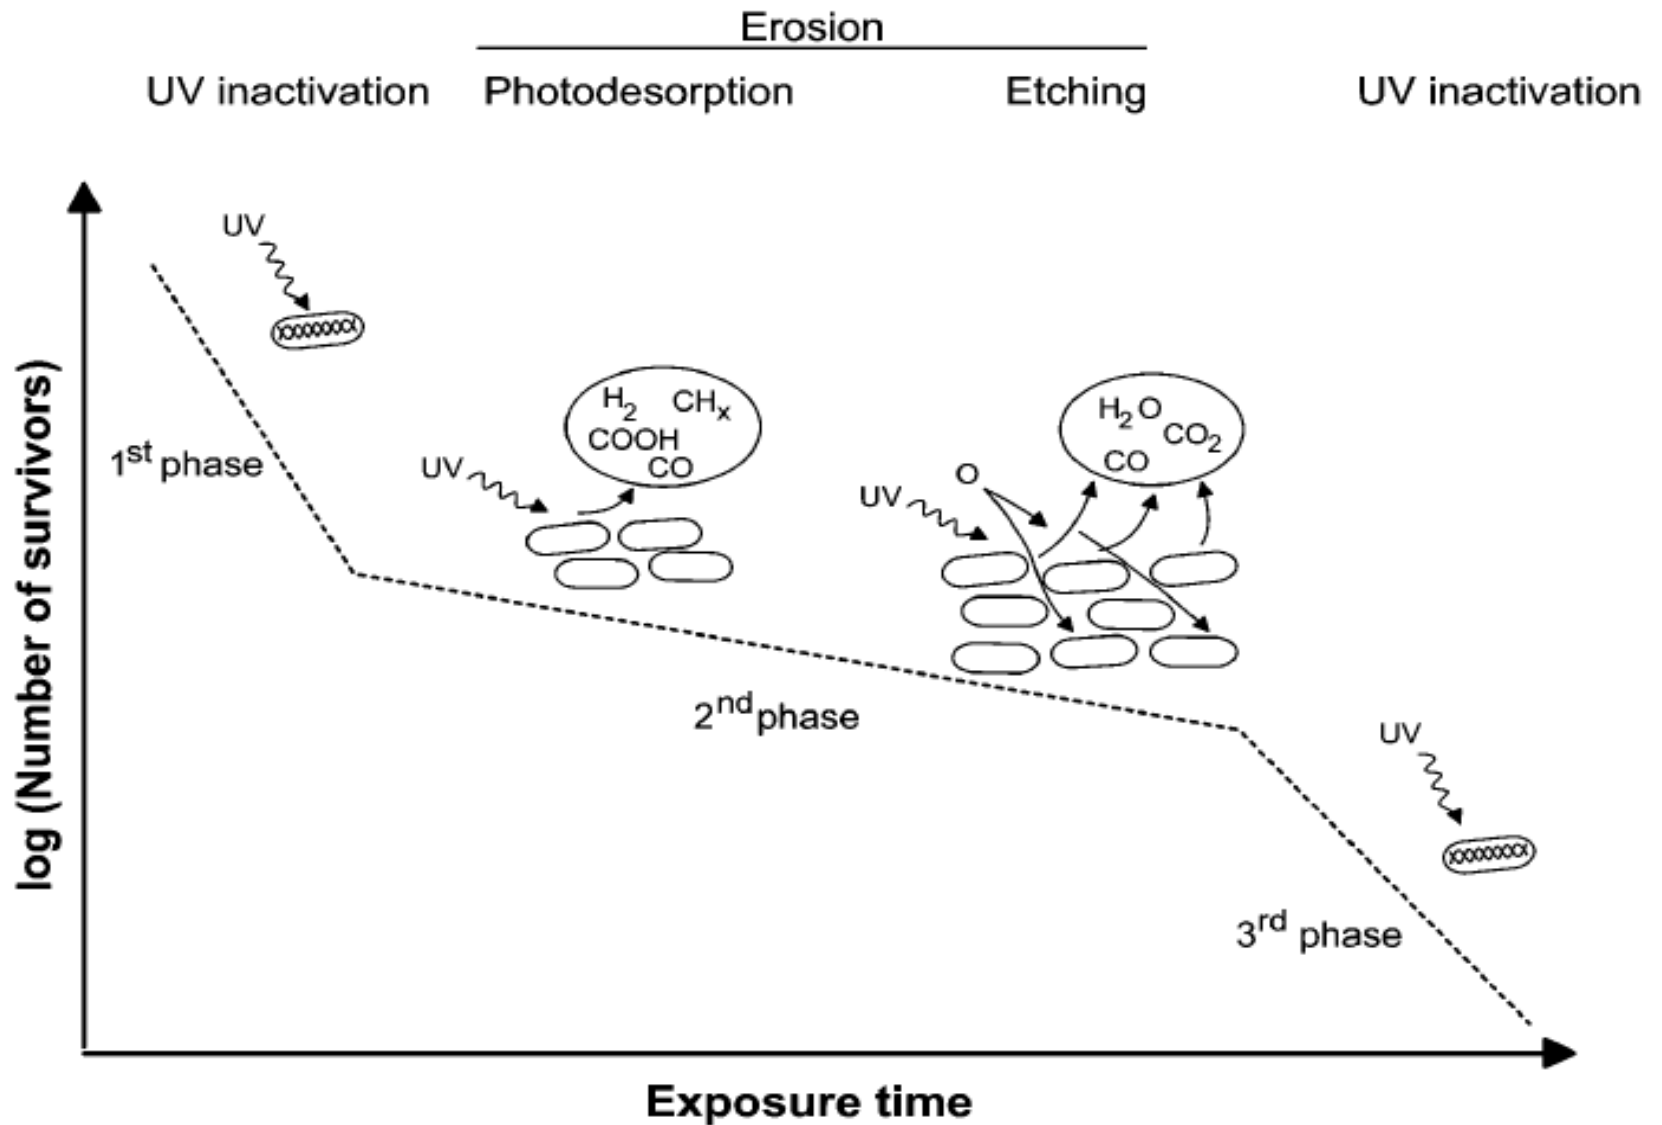 Erosion
UV inactivation Photodesorption Etching UV inactivation
UV
H2 CHx
COOH
CO
H2O
CO2
CO
1st phase
UV
O
UV
2nd phase
UV
3rd phase
log (Number of survivors)
Exposure time